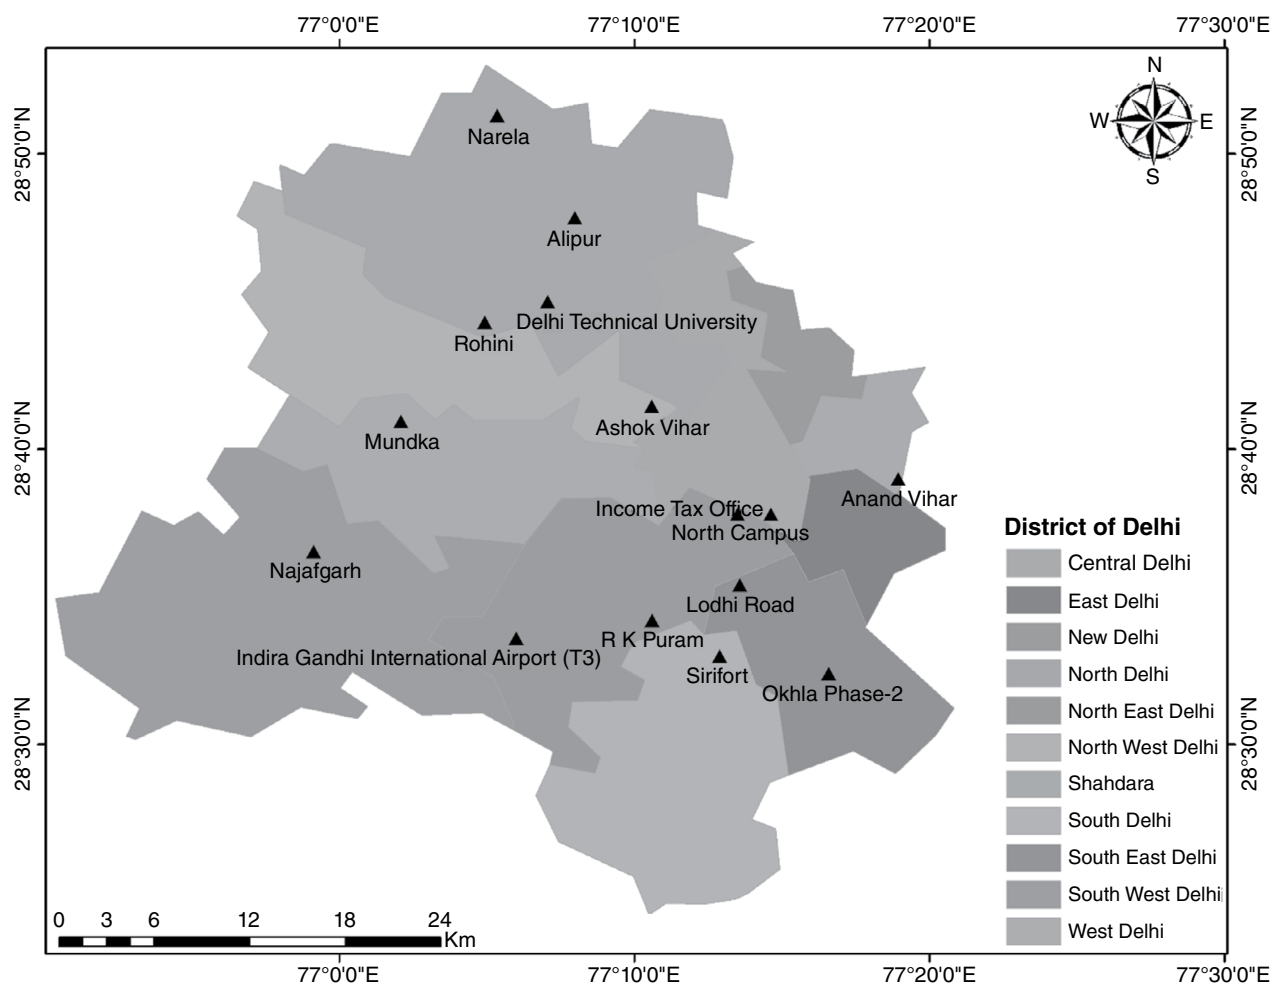 77°0'0"E 77°10'0"E 77°20'0"E 77°30'0"E
N
W E
S
28°50'0"N
28°50'0"N
28°40'0"N
28°40'0"N
28°30'0"N
28°30'0"N
Narela
Alipur
Delhi Technical University
Rohini
Ashok Vihar
Mundka
Anand Vihar
Income Tax Office
North Campus
Najafgarh
Lodhi Road
R K Puram
Indira Gandhi International Airport (T3)
Sirifort
Okhla Phase-2
District of Delhi
Central Delhi
East Delhi
New Delhi
North Delhi
North East Delhi
North West Delhi
Shahdara
South Delhi
South East Delhi
South West Delhi
West Delhi
0 3 6 12 18 24
Km
77°0'0"E 77°10'0"E 77°20'0"E 77°30'0"E